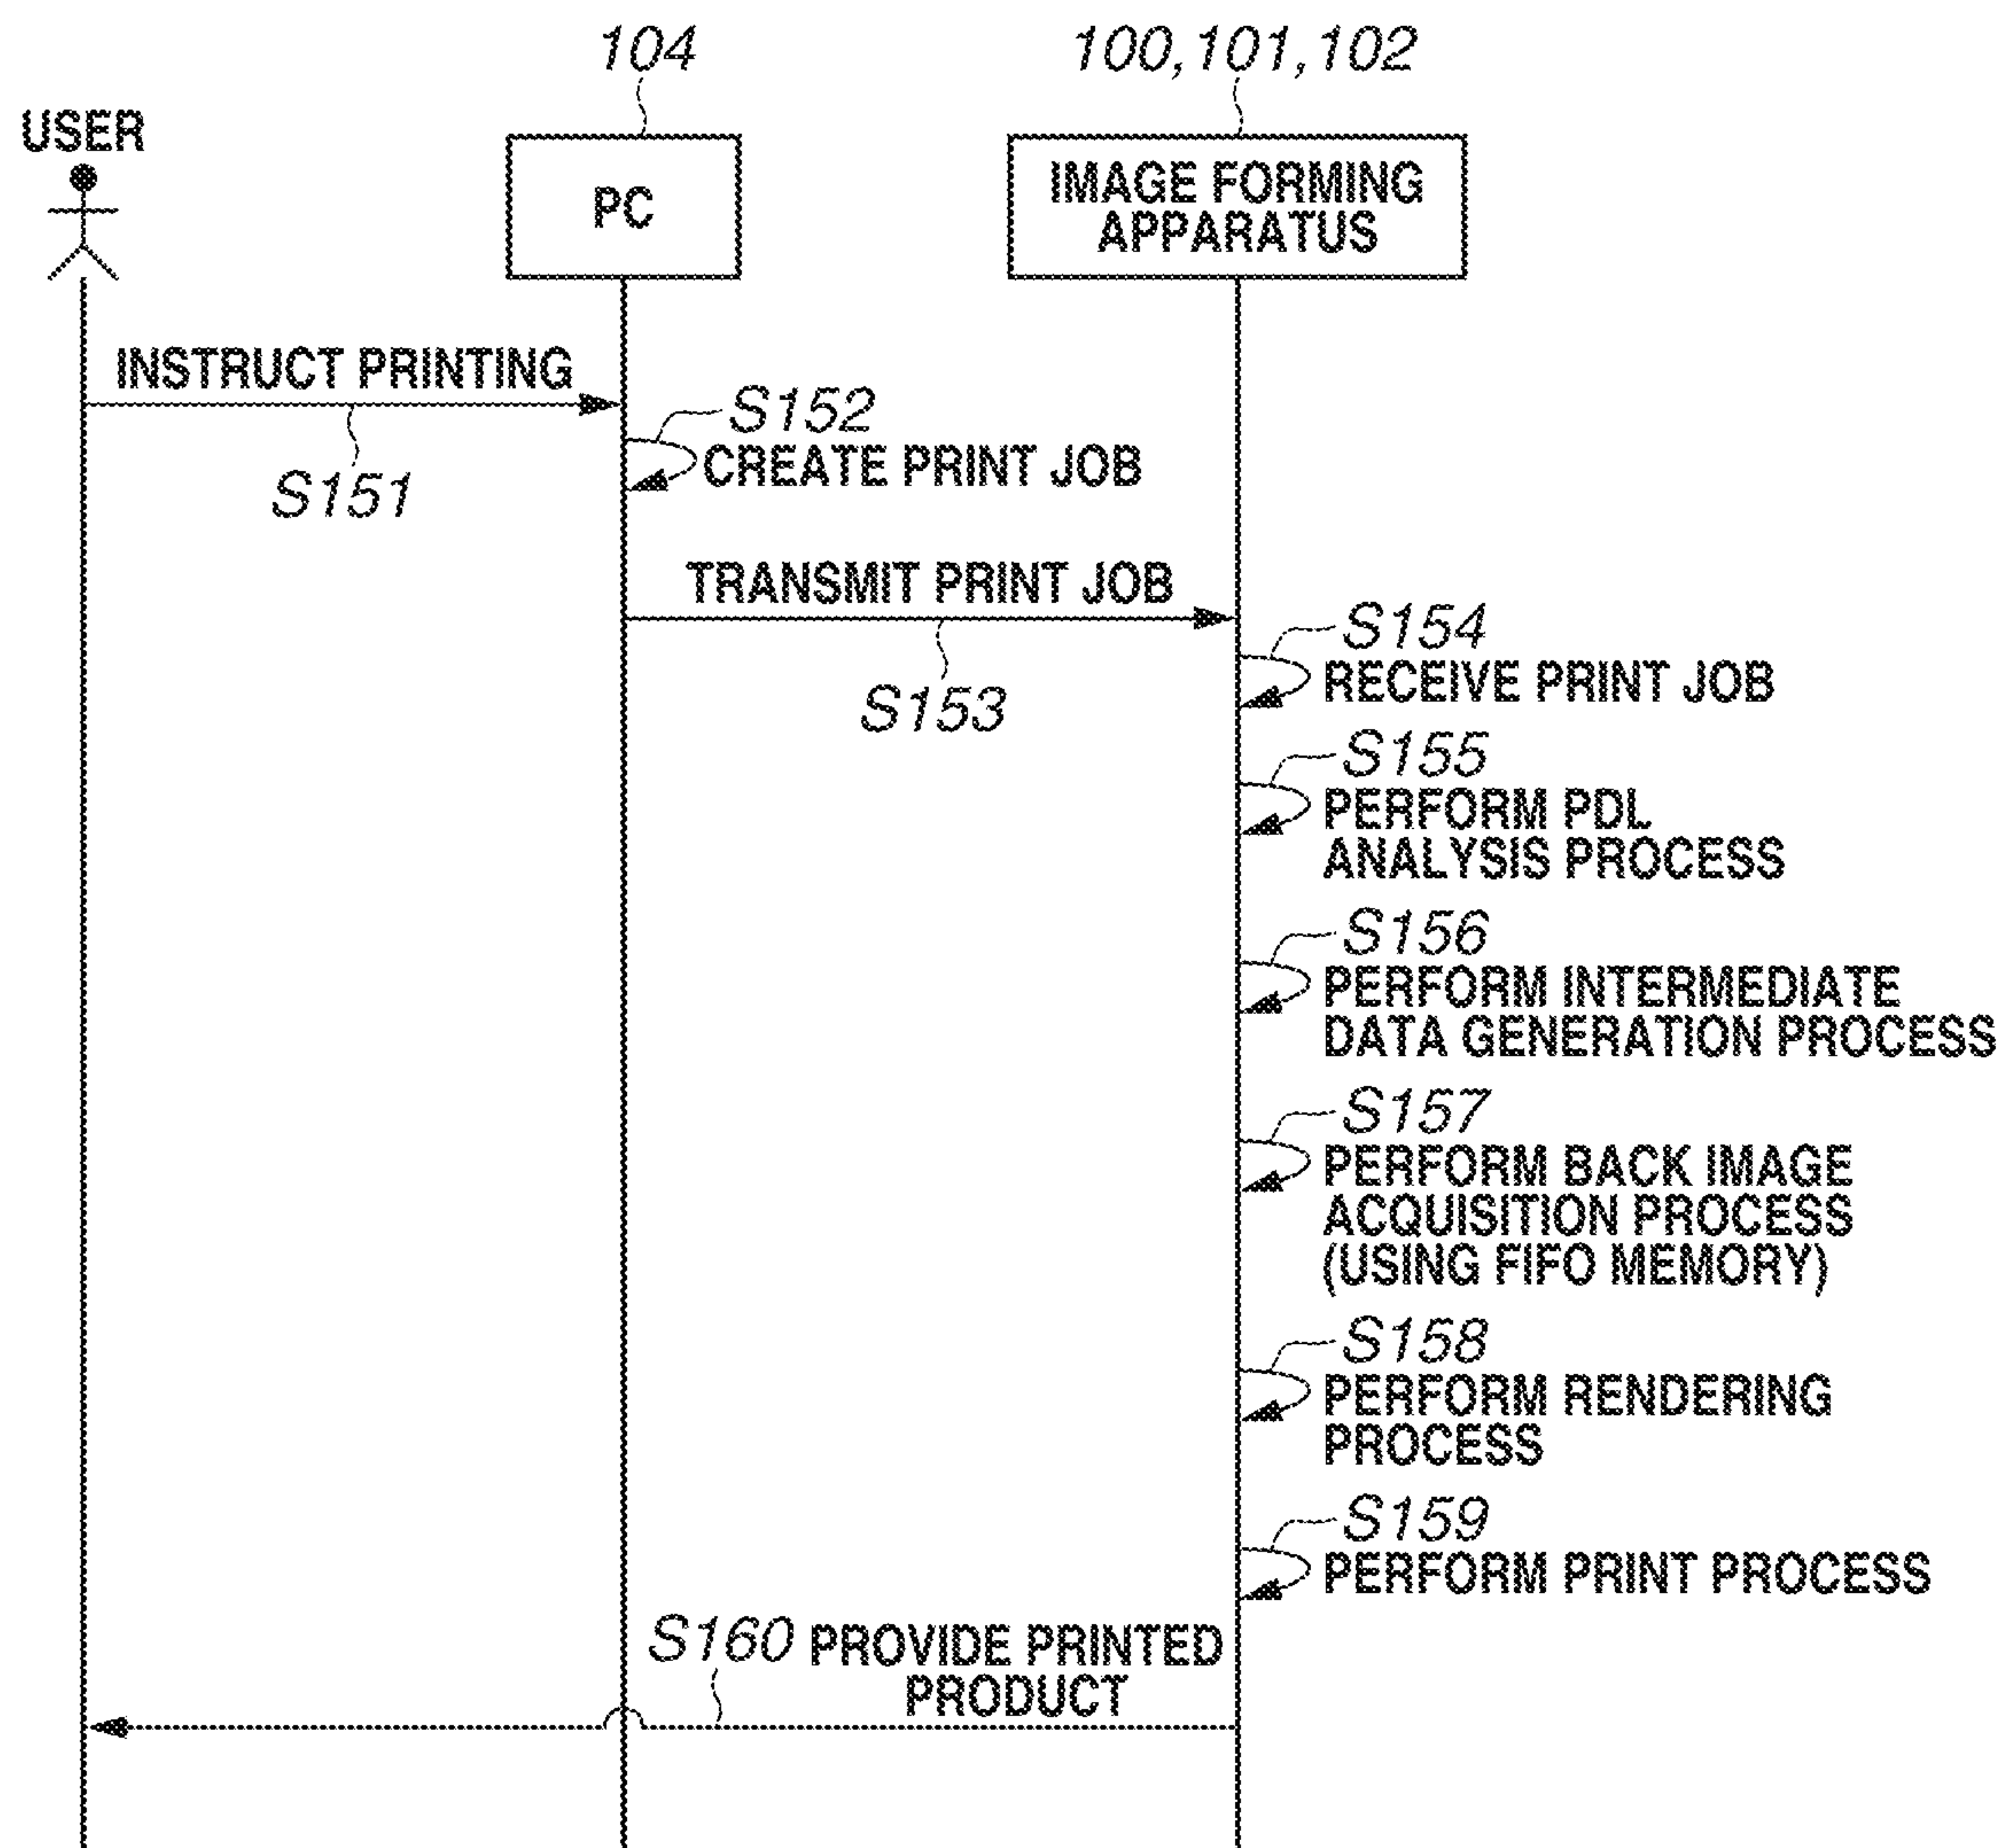 104
100,101,102
USER
PC
IMAGE FORMING
APPARATUS
INSTRUCT PRINTING
S151
S152
CREATE PRINT JOB
TRANSMIT PRINT JOB
S153
S154
RECEIVE PRINT JOB
S155
PERFORM PDL
ANALYSIS PROCESS
S156
PERFORM INTERMEDIATE
DATA GENERATION PROCESS
S157
PERFORM BACK IMAGE
ACQUISITION PROCESS
(USING FIFO MEMORY)
S158
PERFORM RENDERING
PROCESS
S159
PERFORM PRINT PROCESS
S160 PROVIDE PRINTED
PRODUCT